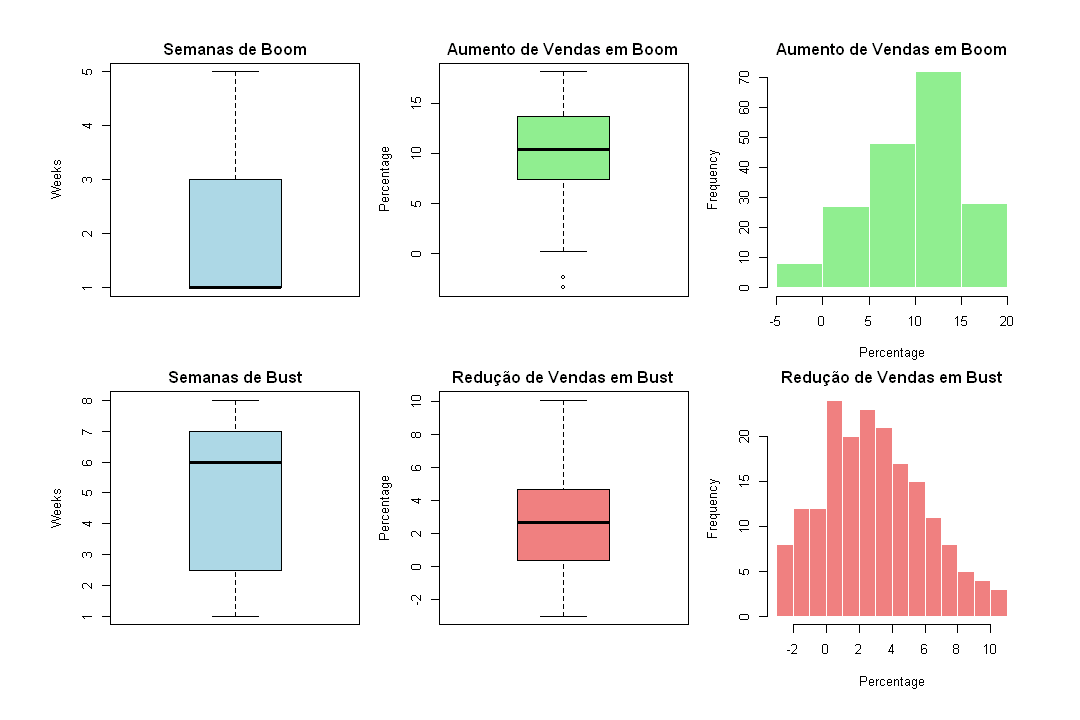 Semanas de Boom
Weeks
5
4
3
2
1
Aumento de Vendas em Boom
Percentage
15
10
5
0
Aumento de Vendas em Boom
Frequency
70
60
50
40
30
20
10
0
-5 0 5 10 15 20
Percentage
Semanas de Bust
Weeks
8
7
6
5
4
3
2
1
Redução de Vendas em Bust
Percentage
10
8
6
4
2
0
-2
Redução de Vendas em Bust
Frequency
20
15
10
5
0
-2 0 2 4 6 8 10
Percentage